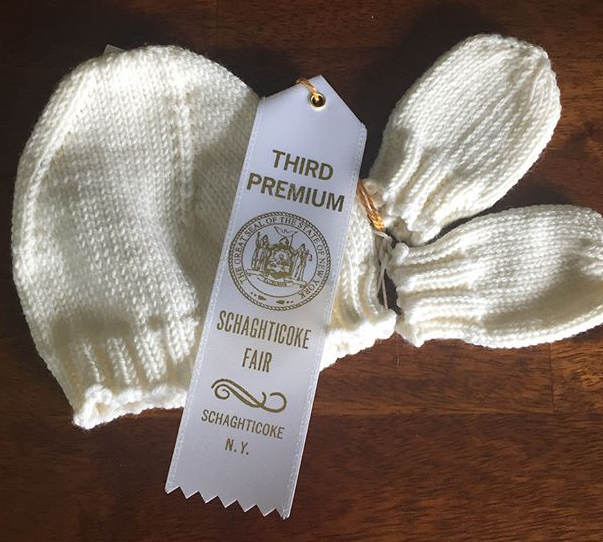 THIRD
PREMIUM
THE GREAT SEAL OF THE STATE OF NEW YORK
SCHAGHTICOKE
FAIR
SCHAGHTICOKE
N.Y.